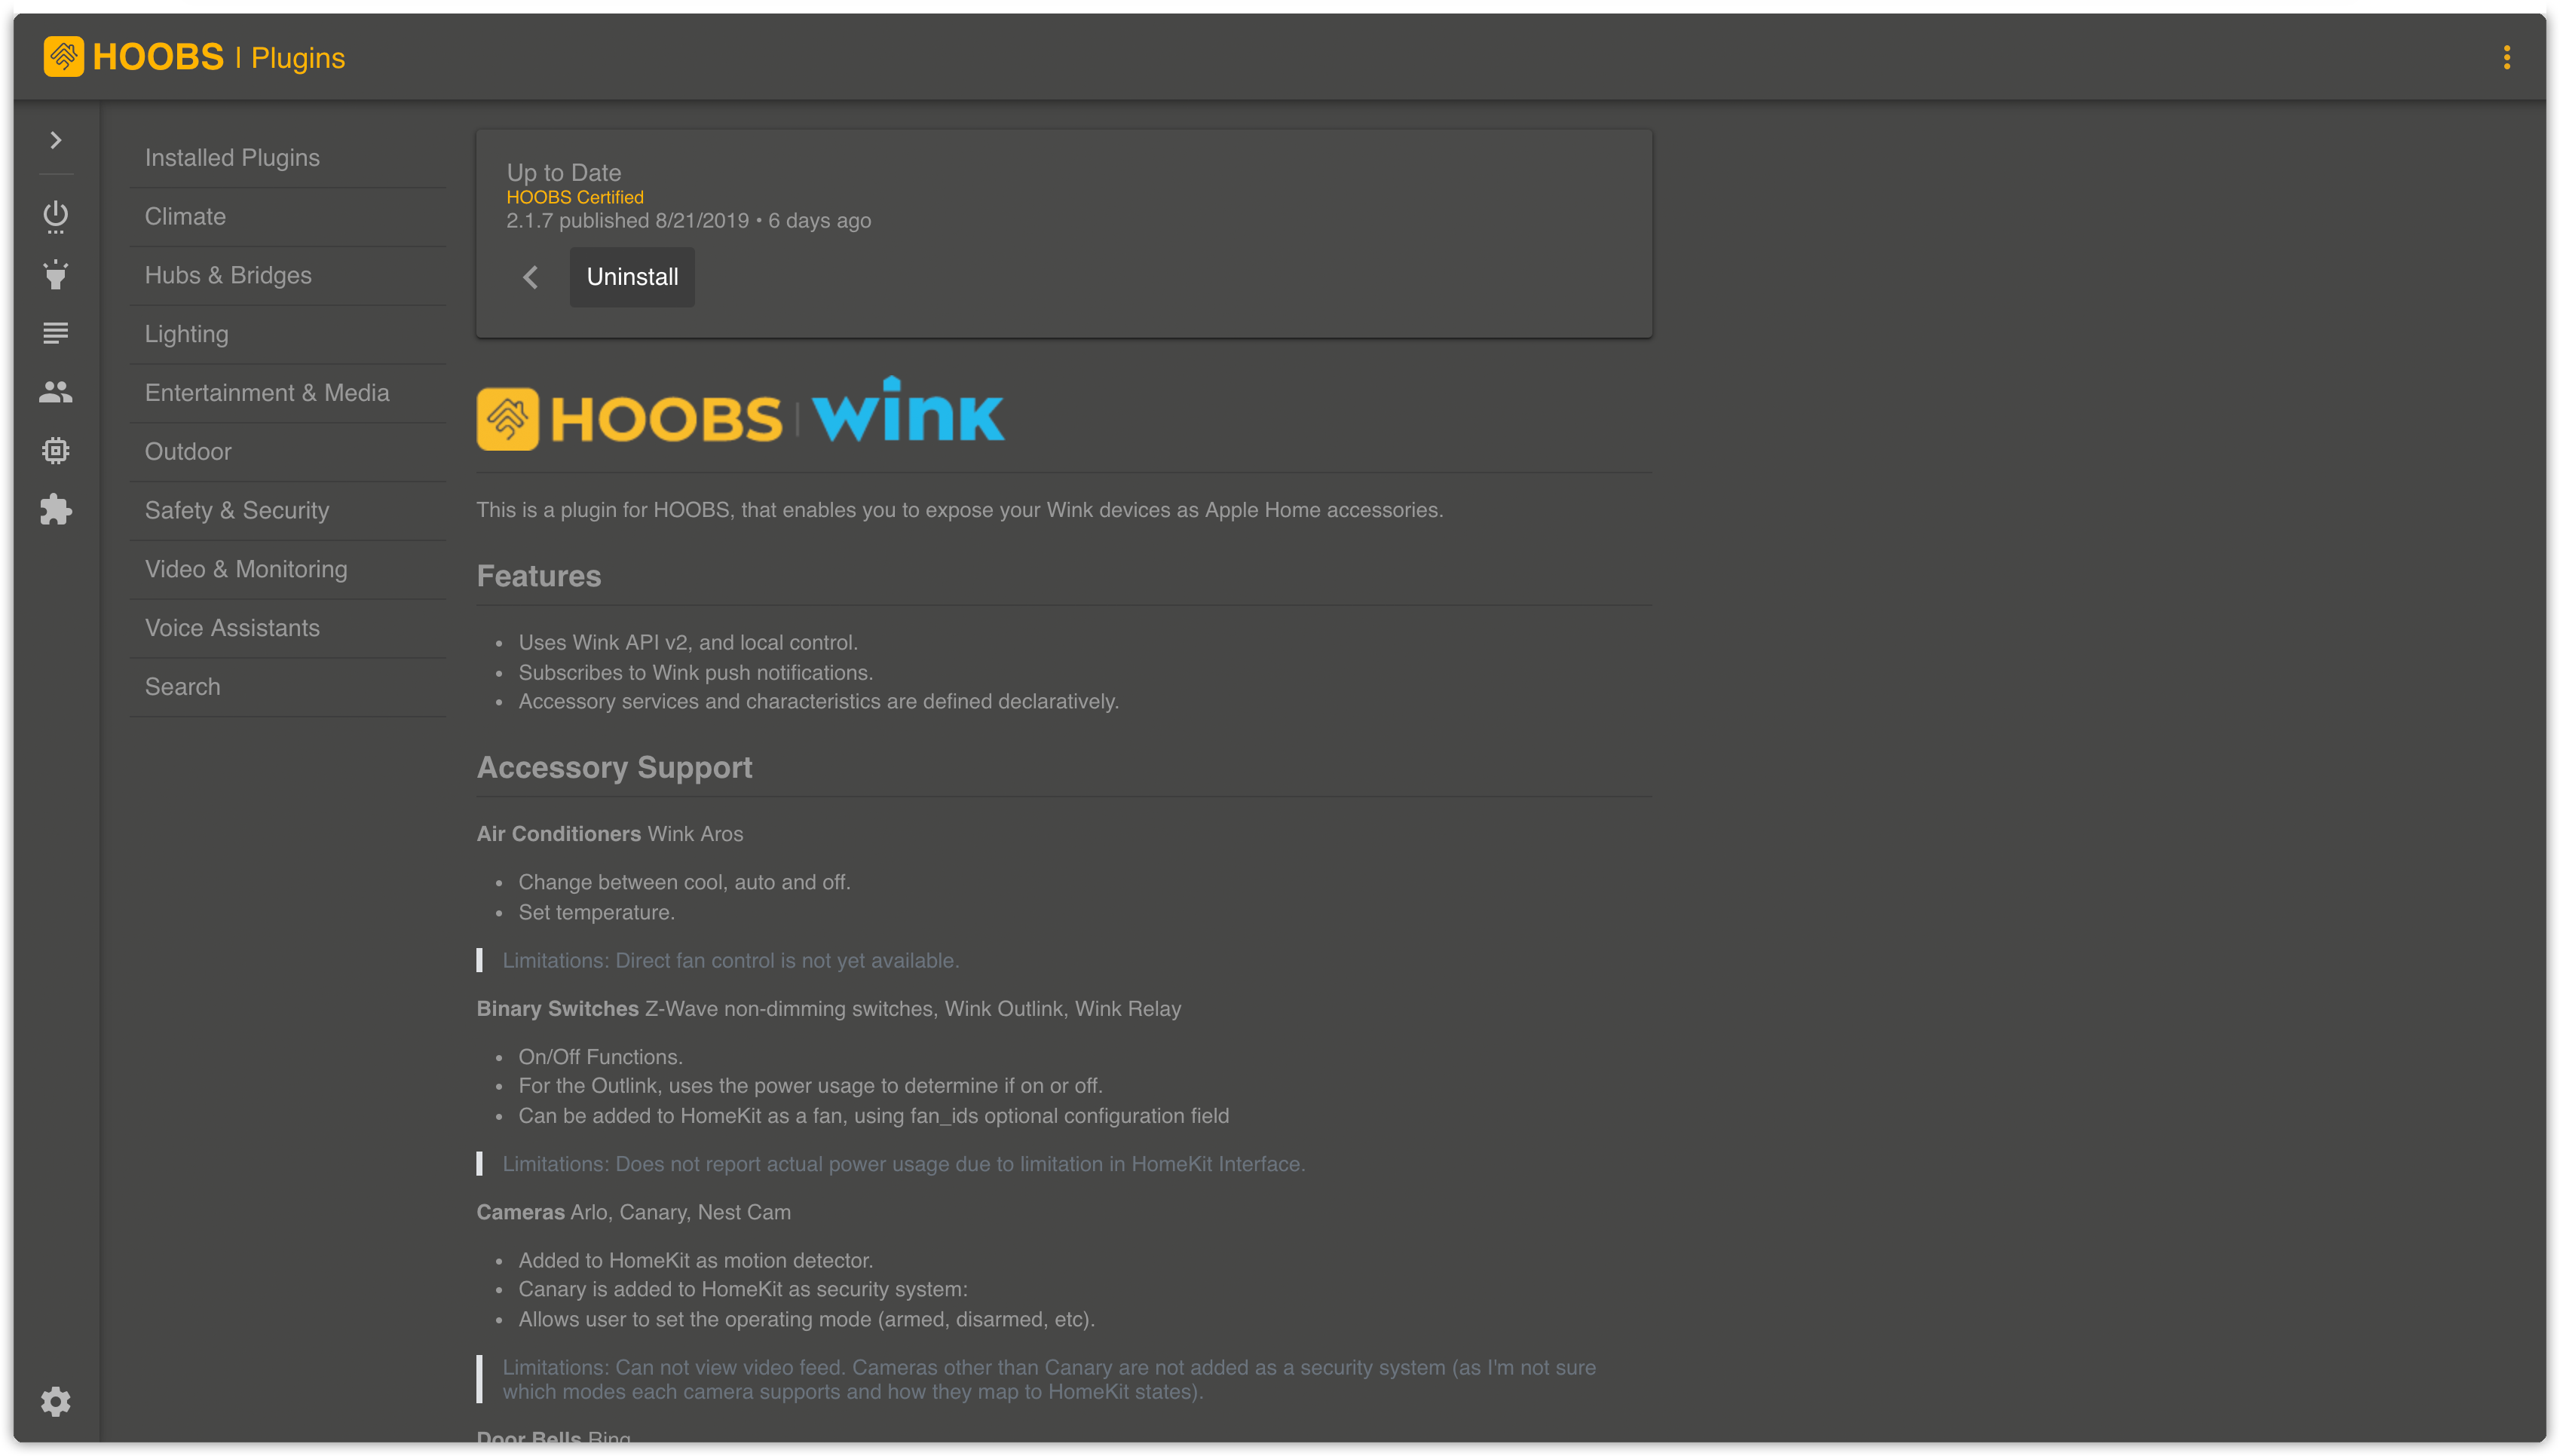 HOOBS | Plugins
Installed Plugins
Climate
Hubs & Bridges
Lighting
Entertainment & Media
Outdoor
Safety & Security
Video & Monitoring
Voice Assistants
Search
Up to Date
HOOBS Certified
2.1.7 published 8/21/2019 • 6 days ago
Uninstall
HOOBS | wink
This is a plugin for HOOBS, that enables you to expose your Wink devices as Apple Home accessories.
Features
• Uses Wink API v2, and local control.
• Subscribes to Wink push notifications.
• Accessory services and characteristics are defined declaratively.
Accessory Support
Air Conditioners Wink Aros
• Change between cool, auto and off.
• Set temperature.
Limitations: Direct fan control is not yet available.
Binary Switches Z-Wave non-dimming switches, Wink Outlink, Wink Relay
• On/Off Functions.
• For the Outlink, uses the power usage to determine if on or off.
• Can be added to HomeKit as a fan, using fan_ids optional configuration field
Limitations: Does not report actual power usage due to limitation in HomeKit Interface.
Cameras Arlo, Canary, Nest Cam
• Added to HomeKit as motion detector.
• Canary is added to HomeKit as security system:
• Allows user to set the operating mode (armed, disarmed, etc).
Limitations: Can not view video feed. Cameras other than Canary are not added as a security system (as I'm not sure
which modes each camera supports and how they map to HomeKit states).
Door Bells Ring